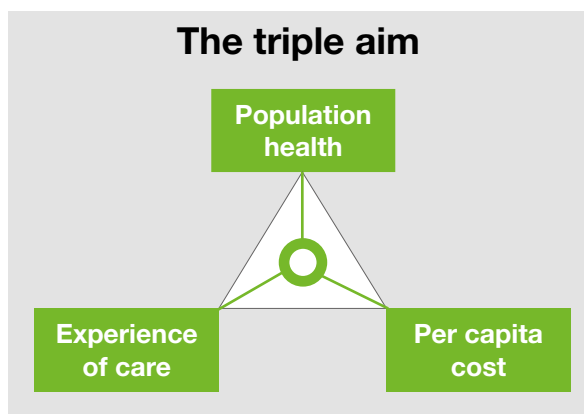 The triple aim
Population
health
Experience
of care
Per capita
cost